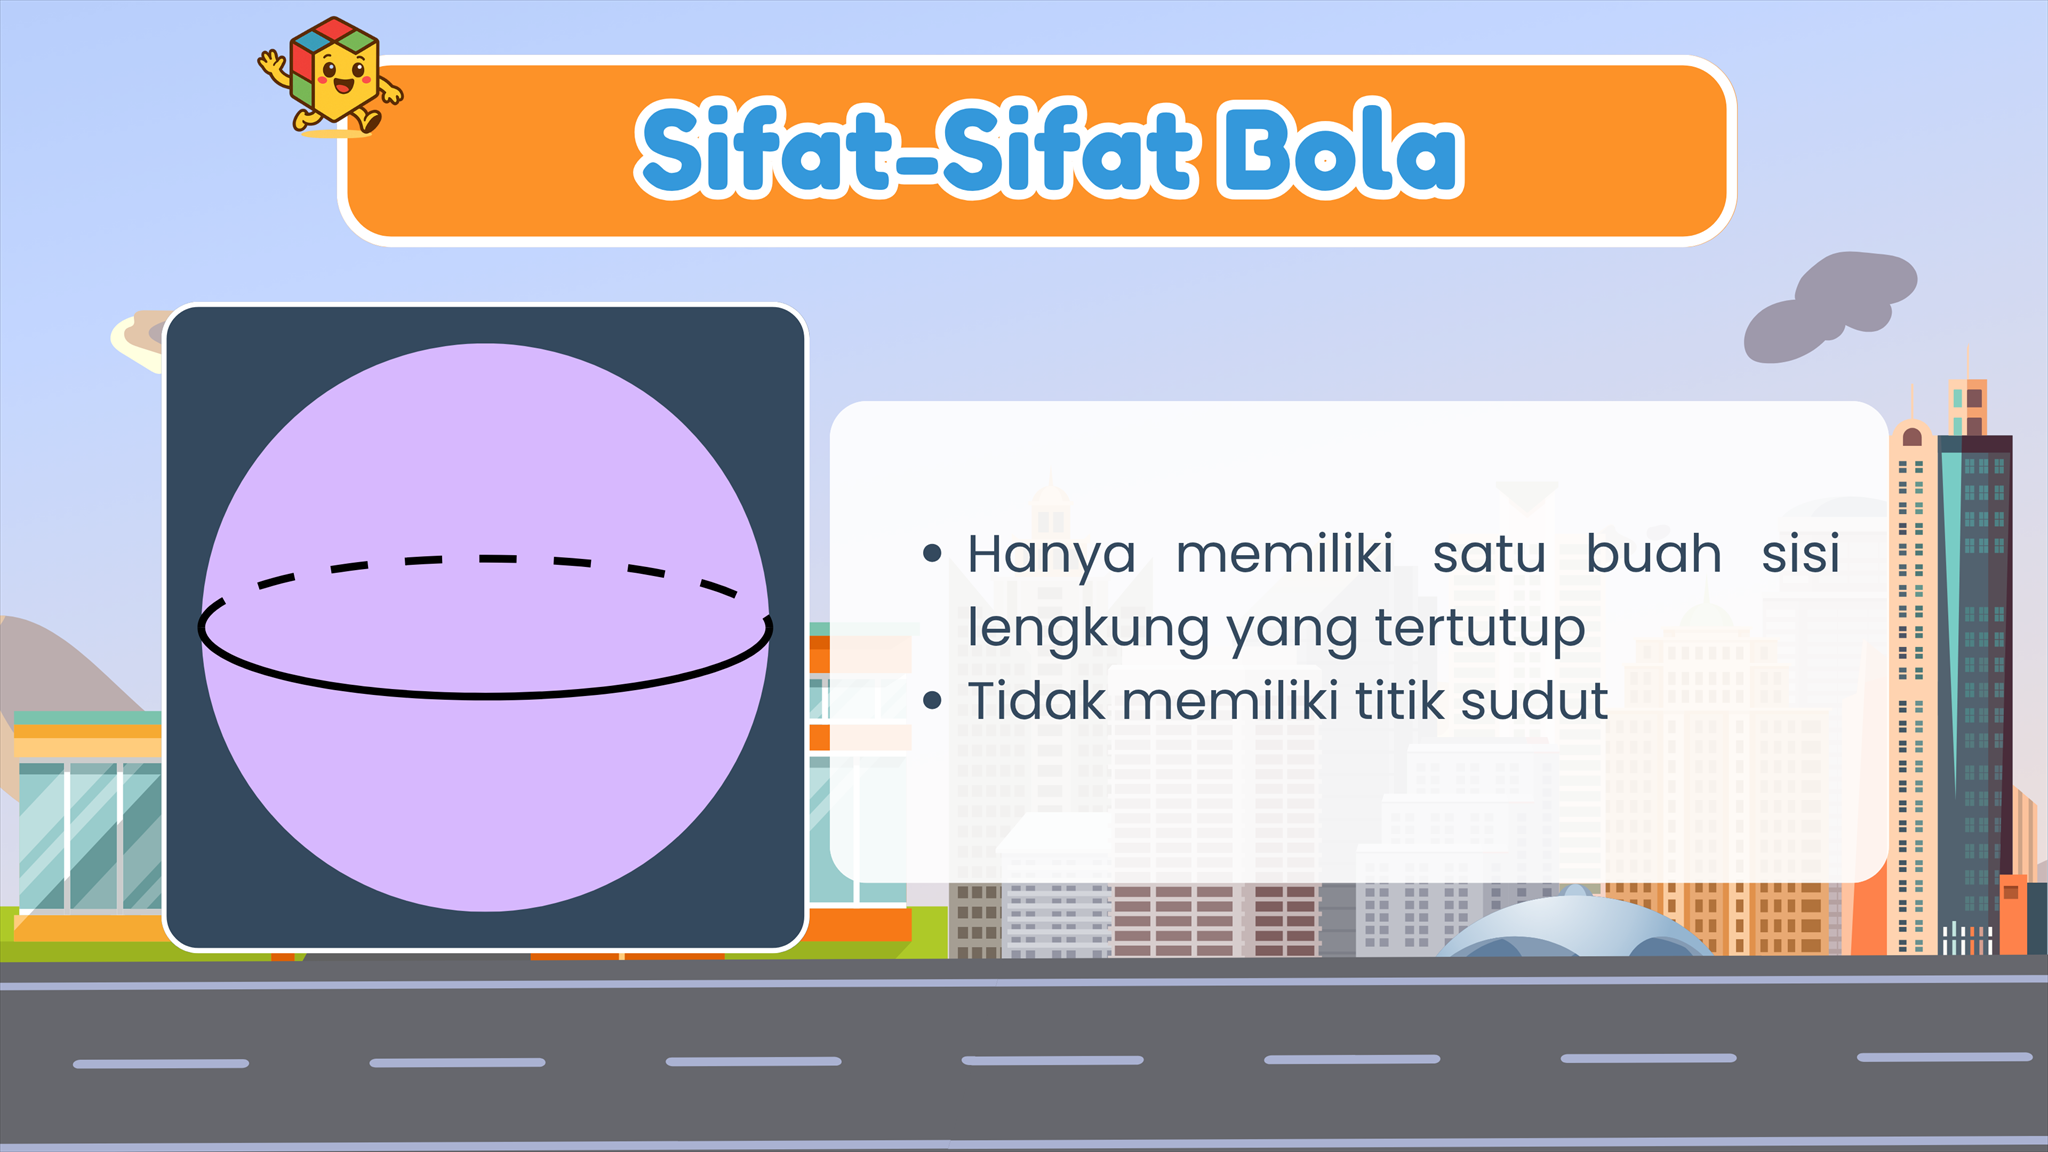 Sifat-Sifat Bola
• Hanya memiliki satu buah sisi
lengkung yang tertutup
• Tidak memiliki titik sudut